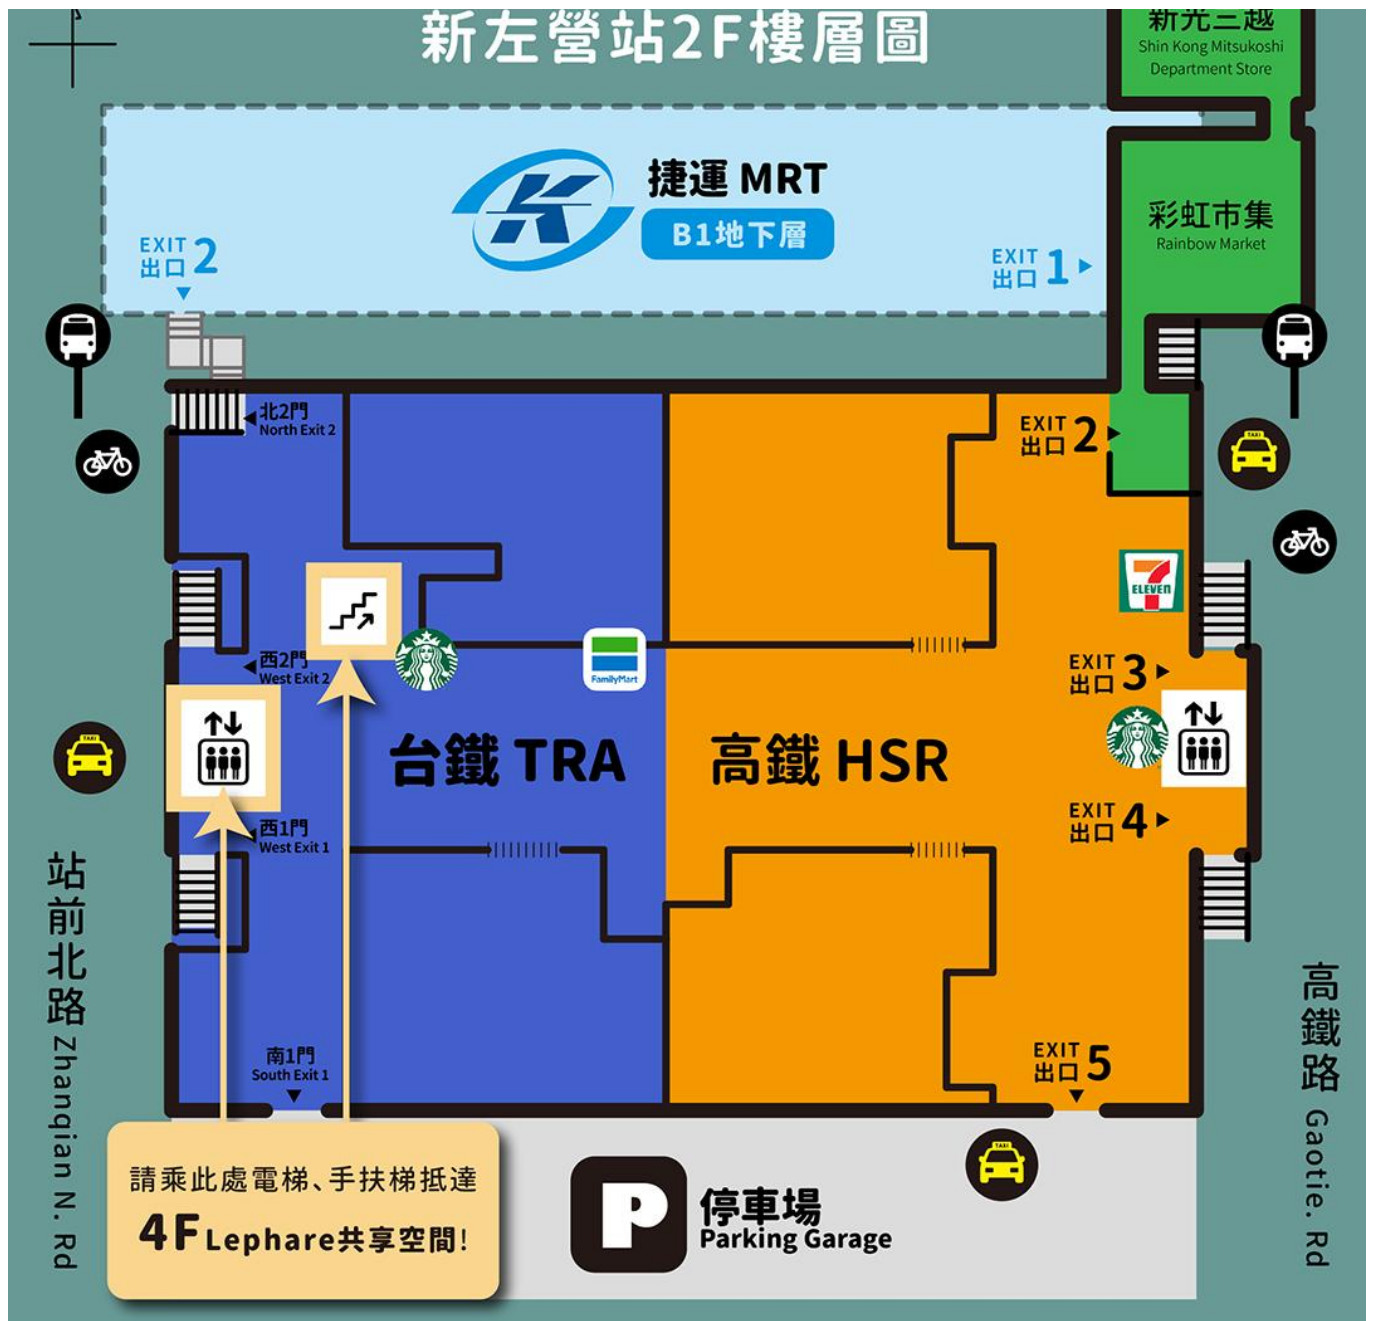 新左營站2F樓層圖
新光三越
Shin Kong Mitsukoshi
Department Store
捷運 MRT
B1地下層
彩虹市集
Rainbow Market
EXIT
出口 2
EXIT
出口 1
北2門
North Exit 2
EXIT
出口 2
TAXI
7
ELEVEN
西2門
West Exit 2
FamilyMart
EXIT
出口 3
TAXI
台鐵 TRA
高鐵 HSR
西1門
West Exit 1
EXIT
出口 4
站前北路 Zhanqian N. Rd
高鐵路 Gaotie. Rd
南1門
South Exit 1
EXIT
出口 5
TAXI
請乘此處電梯、手扶梯抵達
4F Lephare共享空間!
P
停車場
Parking Garage